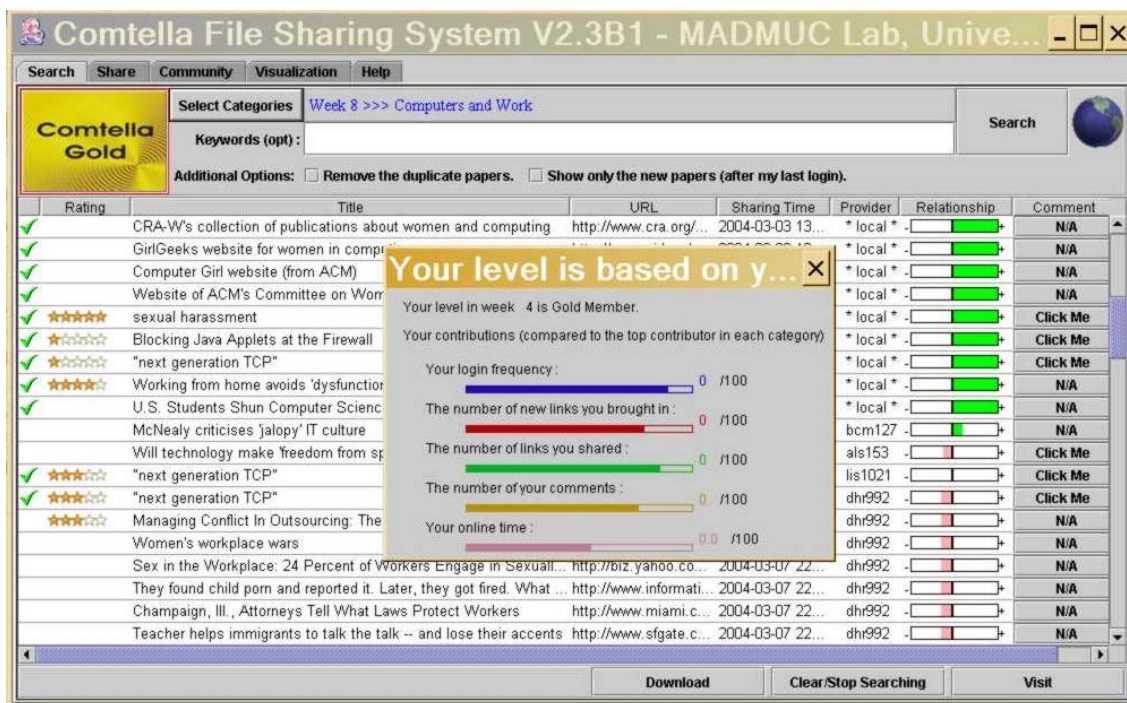 Comtella File Sharing System V2.3B1 - MADMUC Lab, Unive...
Search Share Community Visualization Help
Comtella Gold
Select Categories Week 8 >>> Computers and Work
Keywords (opt) :
Search
Additional Options: Remove the duplicate papers. Show only the new papers (after my last login).
Rating Title URL Sharing Time Provider Relationship Comment
CRA-W's collection of publications about women and computing http://www.cra.org/... 2004-03-03 13... * local * - + N/A
GirlGeeks website for women in * local * - + N/A
Computer Girl website (from ACM) * local * - + N/A
Website of ACM's Committee on * local * - + N/A
sexual harassment * local * - + Click Me
Blocking Java Applets at the Firewall * local * - + Click Me
"next generation TCP" * local * - + Click Me
Working from home avoids * local * - + N/A
U.S. Students Shun Computer * local * - + N/A
McNealy criticises 'jalopy' IT culture bcm127 - + N/A
Will technology make 'freedom from als153 - + Click Me
"next generation TCP" lis1021 - + Click Me
"next generation TCP" dhr992 - + Click Me
Managing Conflict In Outsourcing: The dhr992 - + N/A
Women's workplace wars dhr992 - + N/A
Sex in the Workplace: 24 Percent of Workers Engage in Sexuall... http://biz.yahoo.co... 2004-03-07 22... dhr992 - + N/A
They found child porn and reported it. Later, they got fired. What ... http://www.informati... 2004-03-07 22... dhr992 - + N/A
Champaign, Ill., Attorneys Tell What Laws Protect Workers http://www.miami.c... 2004-03-07 22... dhr992 - + N/A
Teacher helps immigrants to talk the talk -- and lose their accents http://www.sfgate.c... 2004-03-07 22... dhr992 - + N/A
Your level is based on y...
Your level in week 4 is Gold Member.
Your contributions (compared to the top contributor in each category)
Your login frequency :
0 /100
The number of new links you brought in :
0 /100
The number of links you shared :
0 /100
The number of your comments :
0 /100
Your online time :
0.0 /100
Download Clear/Stop Searching Visit